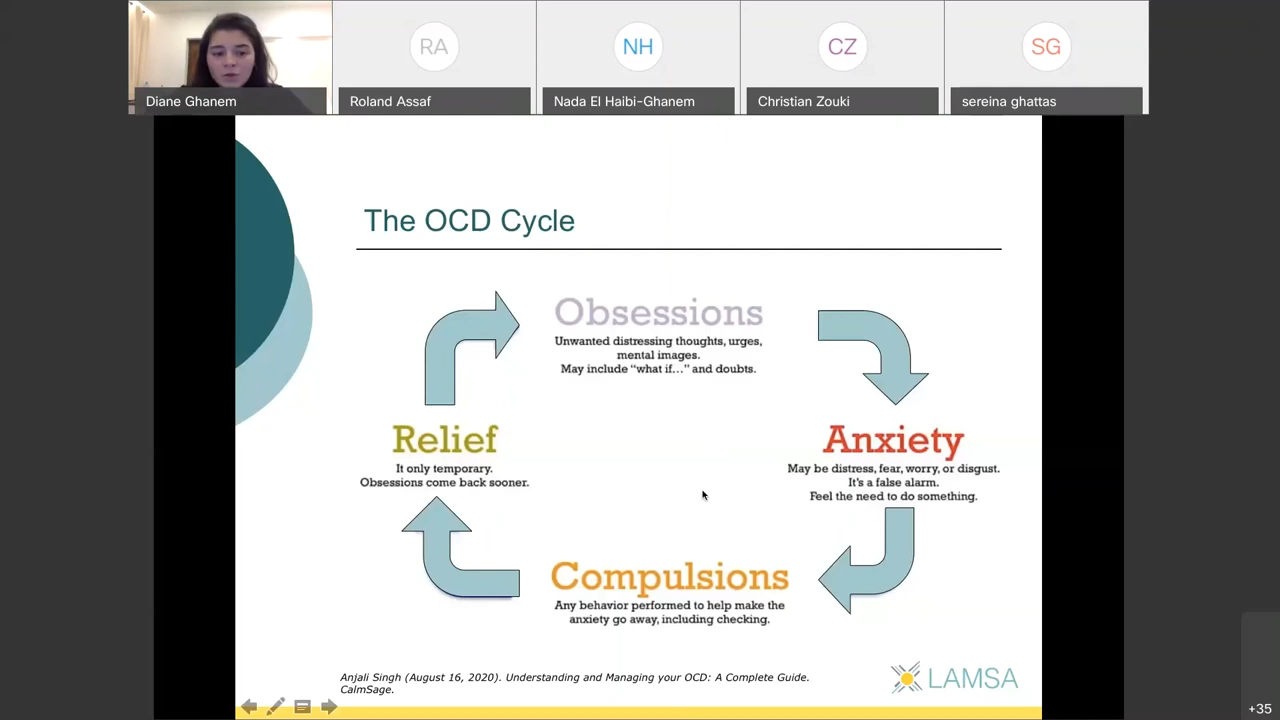 RA
NH
CZ
SG
Diane Ghanem
Roland Assaf
Nada El Haibi-Ghanem
Christian Zouki
sereina ghattas
The OCD Cycle
Obsessions
Unwanted distressing thoughts, urges,
mental images.
May include “what if...” and doubts.
Relief
It only temporary.
Obsessions come back sooner.
Anxiety
May be distress, fear, worry, or disgust.
It's a false alarm.
Feel the need to do something.
Compulsions
Any behavior performed to help make the
anxiety go away, including checking.
Anjali Singh (August 16, 2020). Understanding and Managing your OCD: A Complete Guide.
CalmSage.
LAMSA
+35